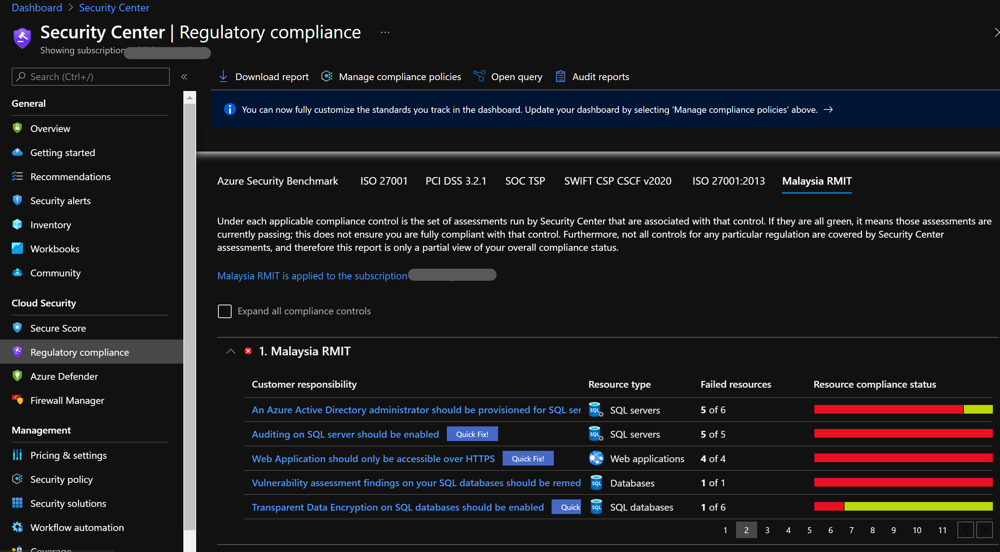 Dashboard > Security Center
Security Center | Regulatory compliance ...
Showing subscription
Search (Ctrl+/)
«
Download report
Manage compliance policies
Open query
Audit reports
You can now fully customize the standards you track in the dashboard. Update your dashboard by selecting ‘Manage compliance policies’ above. →
General
Overview
Getting started
Recommendations
Security alerts
Inventory
Workbooks
Community
Cloud Security
Secure Score
Regulatory compliance
Azure Defender
Firewall Manager
Management
Pricing & settings
Security policy
Security solutions
Workflow automation
Coverage
Azure Security Benchmark ISO 27001 PCI DSS 3.2.1 SOC TSP SWIFT CSP CSCF v2020 ISO 27001:2013 Malaysia RMIT
Under each applicable compliance control is the set of assessments run by Security Center that are associated with that control. If they are all green, it means those assessments are
currently passing; this does not ensure you are fully compliant with that control. Furthermore, not all controls for any particular regulation are covered by Security Center
assessments, and therefore this report is only a partial view of your overall compliance status.
Malaysia RMIT is applied to the subscription
Expand all compliance controls
1. Malaysia RMIT
Customer responsibility Resource type Failed resources Resource compliance status
An Azure Active Directory administrator should be provisioned for SQL ser SQL SQL servers 5 of 6
Auditing on SQL server should be enabled Quick Fix! SQL SQL servers 5 of 5
Web Application should only be accessible over HTTPS Quick Fix! Web applications 4 of 4
Vulnerability assessment findings on your SQL databases should be remed SQL Databases 1 of 1
Transparent Data Encryption on SQL databases should be enabled Quick SQL SQL databases 1 of 6
1 2 3 4 5 6 7 8 9 10 11 < >